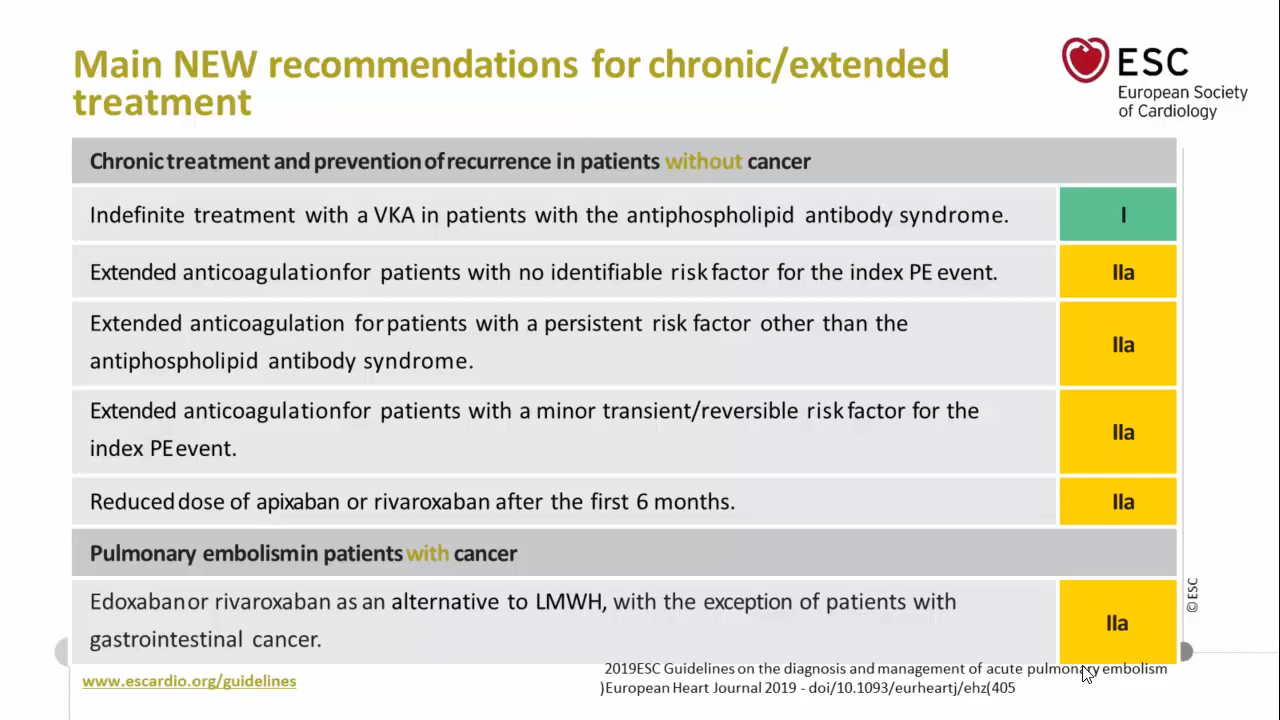 Main NEW recommendations for chronic/extended
treatment
ESC
European Society
of Cardiology
Chronic treatment and prevention of recurrence in patients without cancer
Indefinite treatment with a VKA in patients with the antiphospholipid antibody syndrome.
I
Extended anticoagulation for patients with no identifiable risk factor for the index PE event.
IIa
Extended anticoagulation for patients with a persistent risk factor other than the
antiphospholipid antibody syndrome.
IIa
Extended anticoagulation for patients with a minor transient/reversible risk factor for the
index PE event.
IIa
Reduced dose of apixaban or rivaroxaban after the first 6 months.
IIa
Pulmonary embolism in patients with cancer
Edoxaban or rivaroxaban as an alternative to LMWH, with the exception of patients with
gastrointestinal cancer.
IIa
© ESC
www.escardio.org/guidelines
2019ESC Guidelines on the diagnosis and management of acute pulmonary embolism
)European Heart Journal 2019 - doi/10.1093/eurheartj/ehz(405